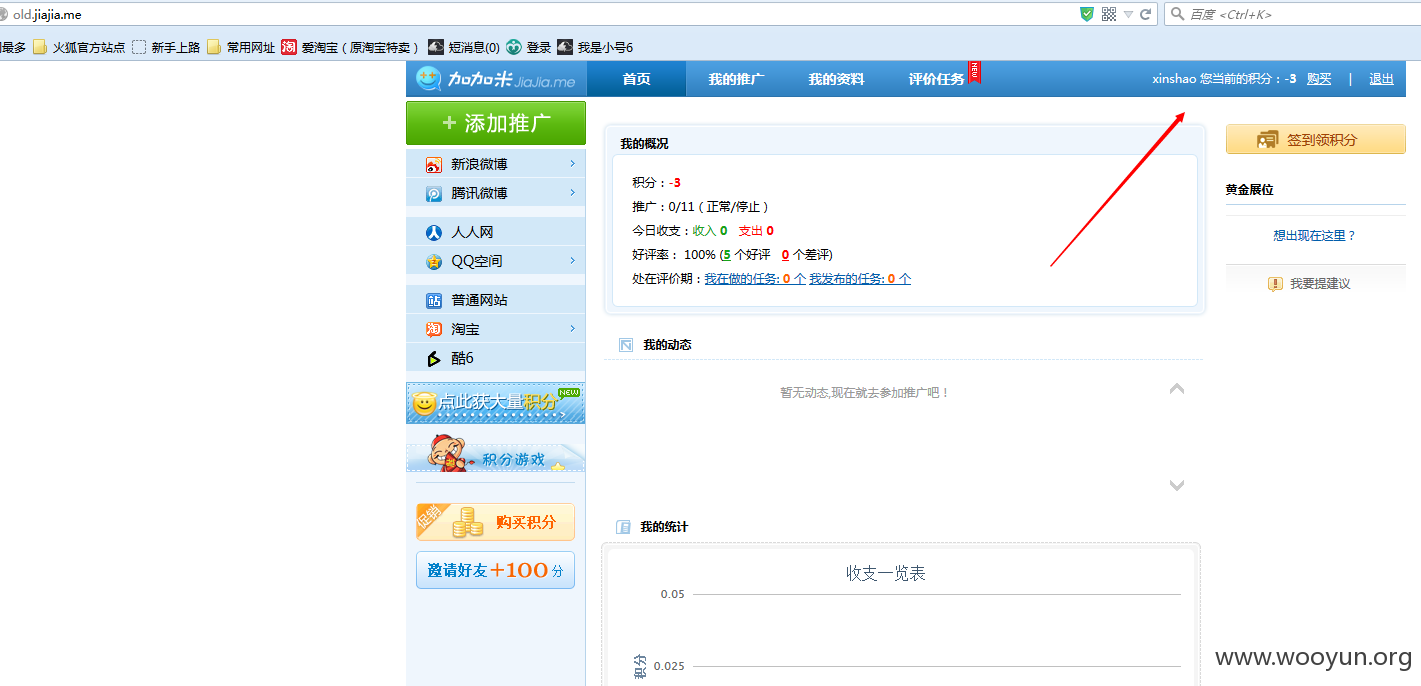 old.jiajia.me
百度 <Ctrl+K>
最多 火狐官方站点 新手上路 常用网址 爱淘宝（原淘宝特卖） 短消息(0) 登录 我是小号6
加加米 JiaJia.me 首页 我的推广 我的资料 评价任务 NEW xinshao 您当前的积分：-3 购买 | 退出
+ 添加推广
新浪微博
腾讯微博
人人网
QQ空间
普通网站
淘宝
酷6
点此获大量积分 NEW
积分游戏
促销 购买积分
邀请好友+100分
我的概况
积分：-3
推广：0/11（正常/停止）
今日收支：收入 0 支出 0
好评率： 100% (5 个好评 0 个差评)
处在评价期：我在做的任务: 0 个 我发布的任务: 0 个
我的动态
暂无动态,现在就去参加推广吧！
我的统计
收支一览表
0.05
0.025
积分
签到领积分
黄金展位
想出现在这里？
我要提建议
www.wooyun.org